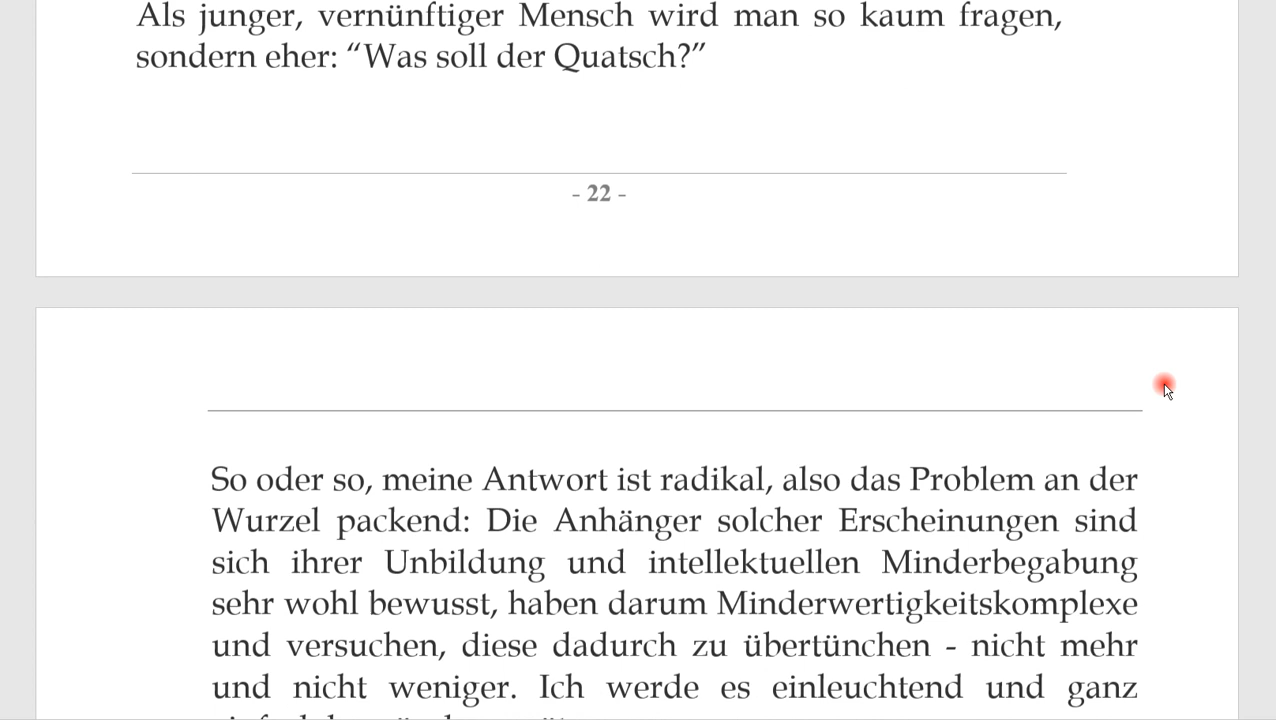 Als junger, vernünftiger Mensch wird man so kaum fragen,
sondern eher: “Was soll der Quatsch?”
- 22 -
So oder so, meine Antwort ist radikal, also das Problem an der
Wurzel packend: Die Anhänger solcher Erscheinungen sind
sich ihrer Unbildung und intellektuellen Minderbegabung
sehr wohl bewusst, haben darum Minderwertigkeitskomplexe
und versuchen, diese dadurch zu übertünchen - nicht mehr
und nicht weniger. Ich werde es einleuchtend und ganz